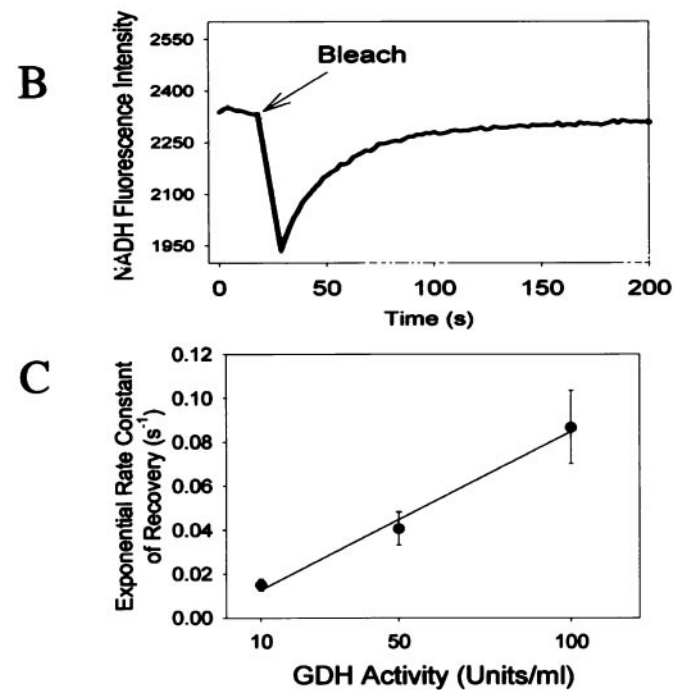 B
NADH Fluorescence Intensity
2550
2400
2250
2100
1950
Bleach
0 50 100 150 200
Time (s)
C
Exponential Rate Constant
of Recovery (s⁻¹)
0.12
0.10
0.08
0.06
0.04
0.02
0.00
10 50 100
GDH Activity (Units/ml)